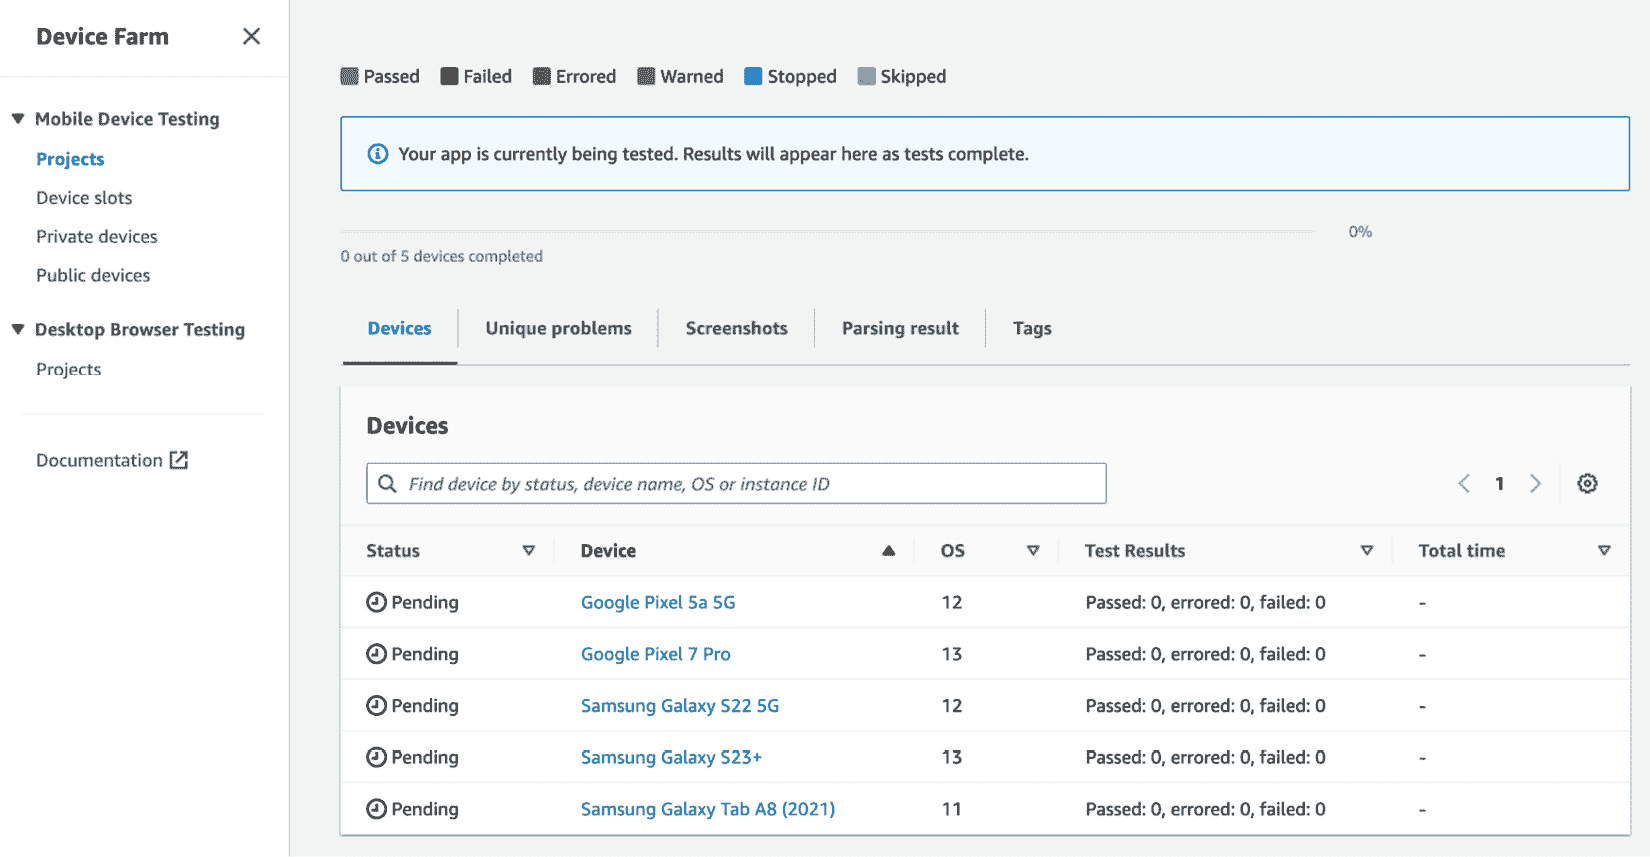 Device Farm
Mobile Device Testing
Projects
Device slots
Private devices
Public devices
Desktop Browser Testing
Projects
Documentation
Passed Failed Errored Warned Stopped Skipped
Your app is currently being tested. Results will appear here as tests complete.
0%
0 out of 5 devices completed
Devices Unique problems Screenshots Parsing result Tags
Devices
Find device by status, device name, OS or instance ID
1
Status Device OS Test Results Total time
Pending Google Pixel 5a 5G 12 Passed: 0, errored: 0, failed: 0 -
Pending Google Pixel 7 Pro 13 Passed: 0, errored: 0, failed: 0 -
Pending Samsung Galaxy S22 5G 12 Passed: 0, errored: 0, failed: 0 -
Pending Samsung Galaxy S23+ 13 Passed: 0, errored: 0, failed: 0 -
Pending Samsung Galaxy Tab A8 (2021) 11 Passed: 0, errored: 0, failed: 0 -